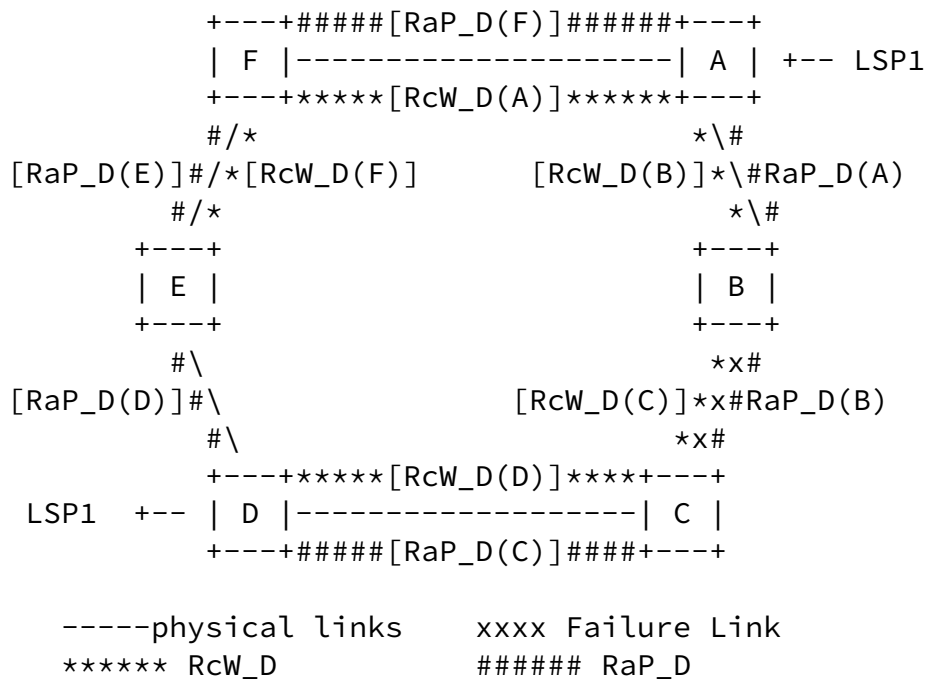 +---+#####[RaP_D(F)]######+---+
| F |---------------------| A | +-- LSP1
+---+*****[RcW_D(A)]******+---+
#/* *\#
[RaP_D(E)]#/*[RcW_D(F)] [RcW_D(B)]*\#RaP_D(A)
#/* *\#
+---+ +---+
| E | | B |
+---+ +---+
#\ *x#
[RaP_D(D)]#\ [RcW_D(C)]*x#RaP_D(B)
#\ *x#
+---+*****[RcW_D(D)]****+---+
LSP1 +-- | D |-------------------| C |
+---+#####[RaP_D(C)]####+---+
-----physical links xxxx Failure Link
****** RcW_D ###### RaP_D